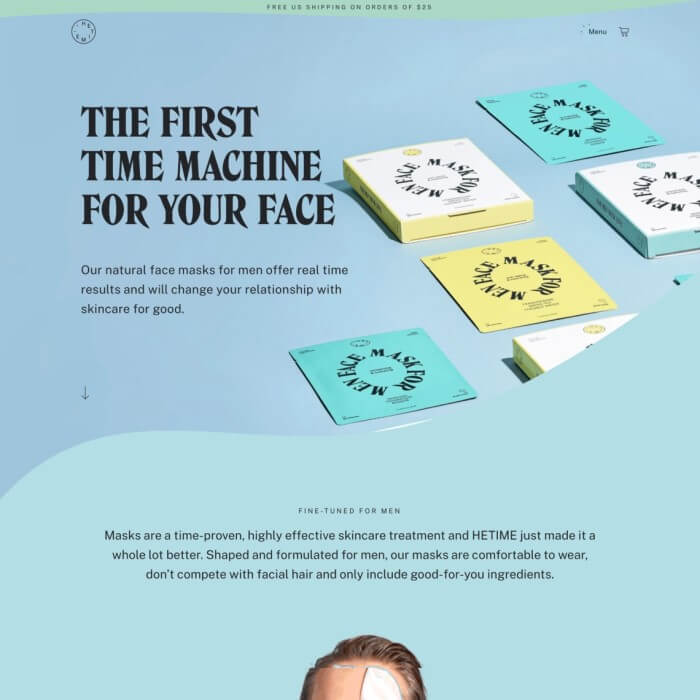 FREE US SHIPPING ON ORDERS OF $25
HETIME
Menu
THE FIRST
TIME MACHINE
FOR YOUR FACE
Our natural face masks for men offer real time
results and will change your relationship with
skincare for good.
MASK FOR MEN FACE
MASK FOR MEN FACE
MASK FOR MEN FACE
MASK FOR MEN FACE
MASK FOR MEN FACE
FINE-TUNED FOR MEN
Masks are a time-proven, highly effective skincare treatment and HETIME just made it a
whole lot better. Shaped and formulated for men, our masks are comfortable to wear,
don't compete with facial hair and only include good-for-you ingredients.